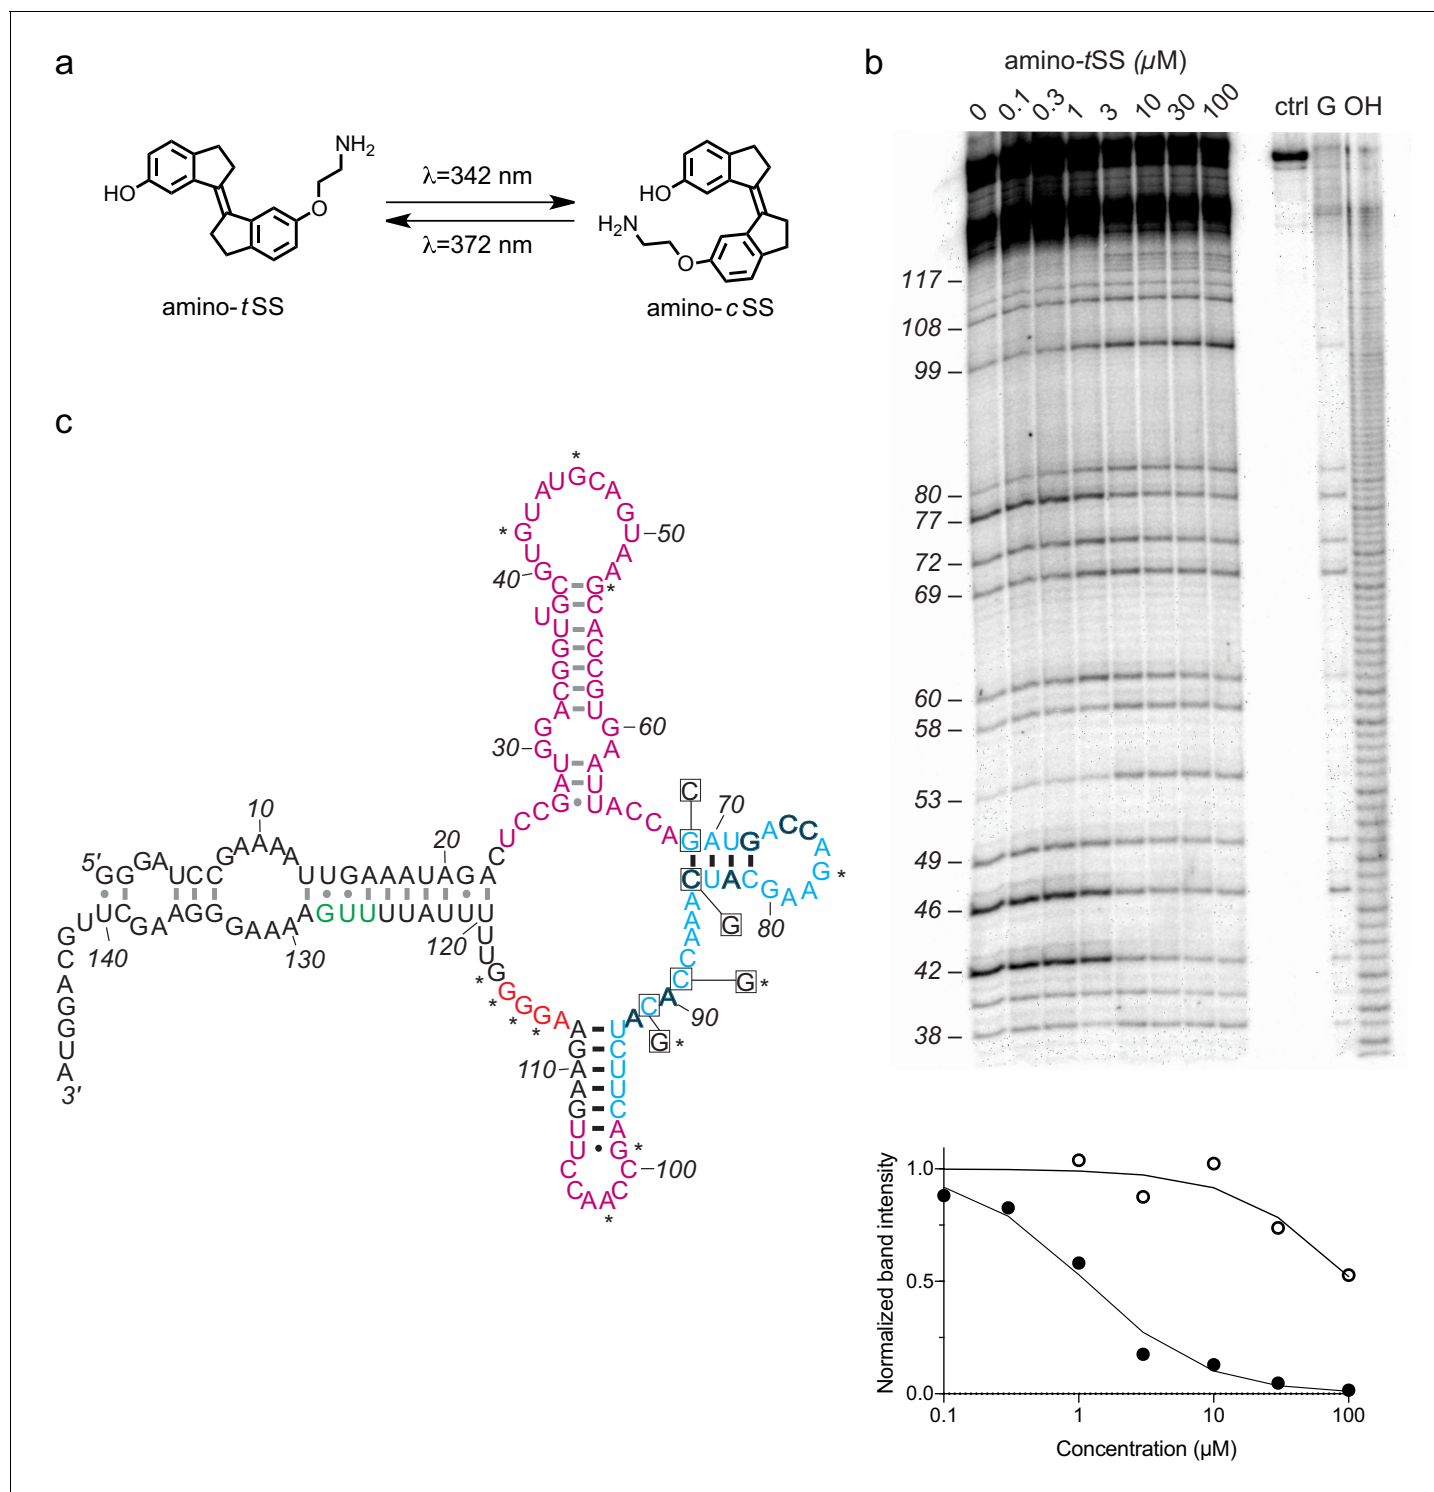 a
NH2
HO
O
λ=342 nm
λ=372 nm
HO
H2N
O
amino-tSS
amino-cSS
b
amino-tSS (µM)
0 0.1 0.3 1 3 10 30 100
ctrl G OH
117
108
99
80
77
72
69
60
58
53
49
46
42
38
Normalized band intensity
1.0
0.5
0.0
0.1 1 10 100
Concentration (µM)
c
5'
GGGAUCCGAAAAUUGAAAUAGACUCCGAUGGACGGUGUCGUGUAUGCAGUAAGCACCGUGAAUUACCAGAUGACCAGAAGCAUCAAACCACAUCUUCAGCCAACCUUGAAGAAGGGGUUUUAUUUUGAAAAGGGAAGCUUGCAGGUA
3'
10
20
30
40
50
60
70
80
90
100
110
120
130
140
C
G
G *
G *
* * * * * * * * * *